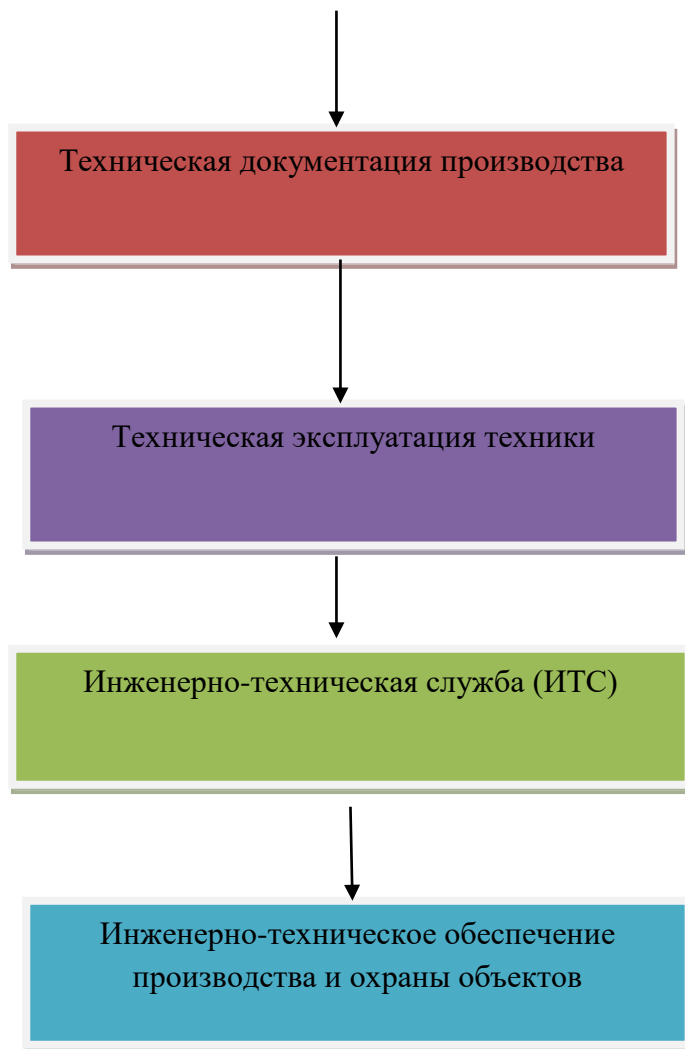 Техническая документация производства
Техническая эксплуатация техники
Инженерно-техническая служба (ИТС)
Инженерно-техническое обеспечение
производства и охраны объектов